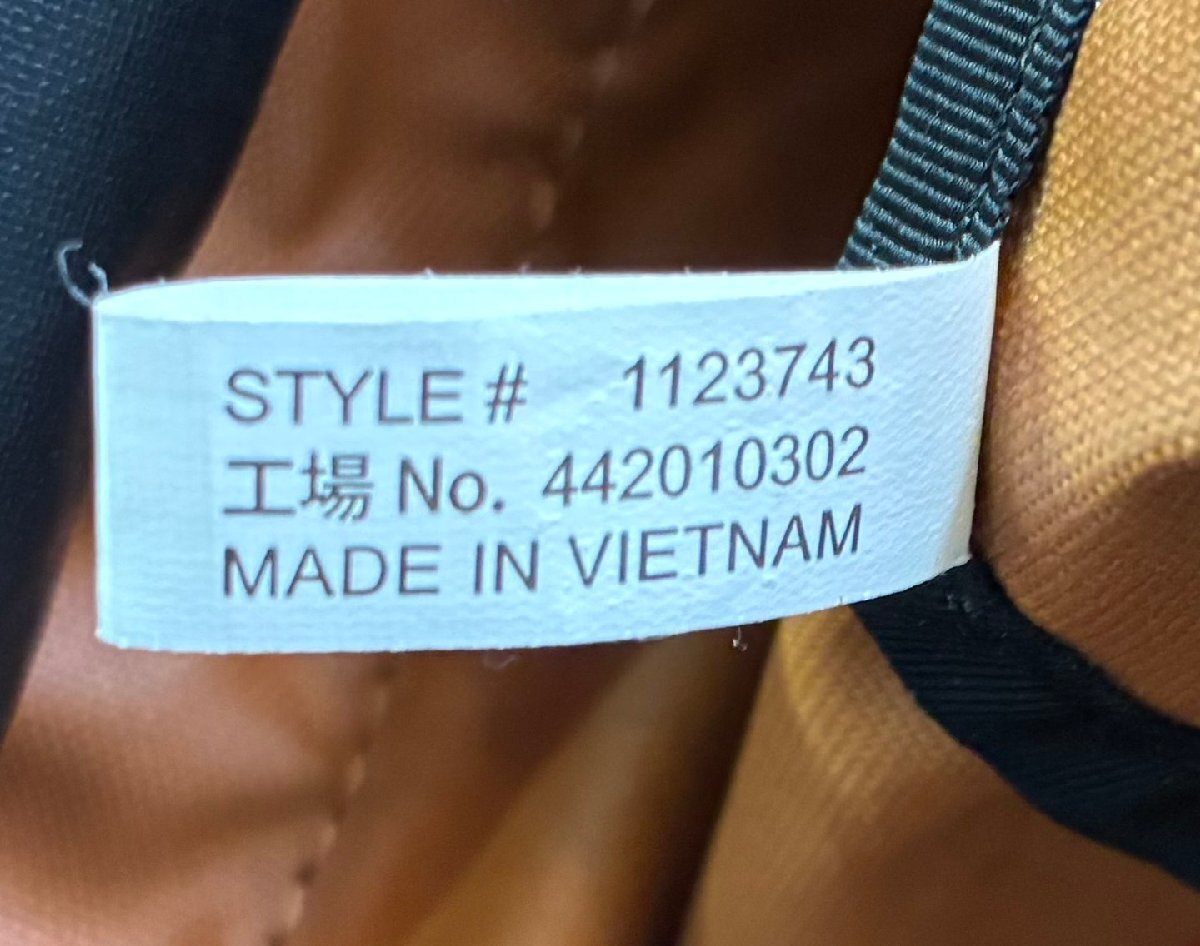 STYLE # 1123743
工場 No. 442010302
MADE IN VIETNAM